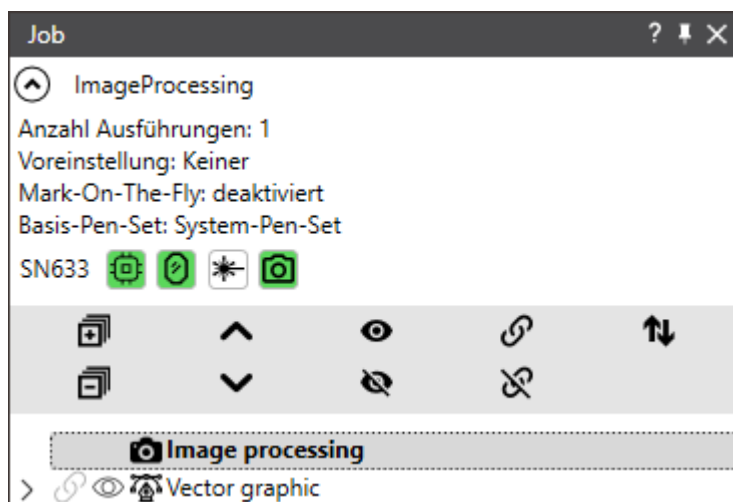 Job ?
ImageProcessing
Anzahl Ausführungen: 1
Voreinstellung: Keiner
Mark-On-The-Fly: deaktiviert
Basis-Pen-Set: System-Pen-Set
SN633
Image processing
Vector graphic